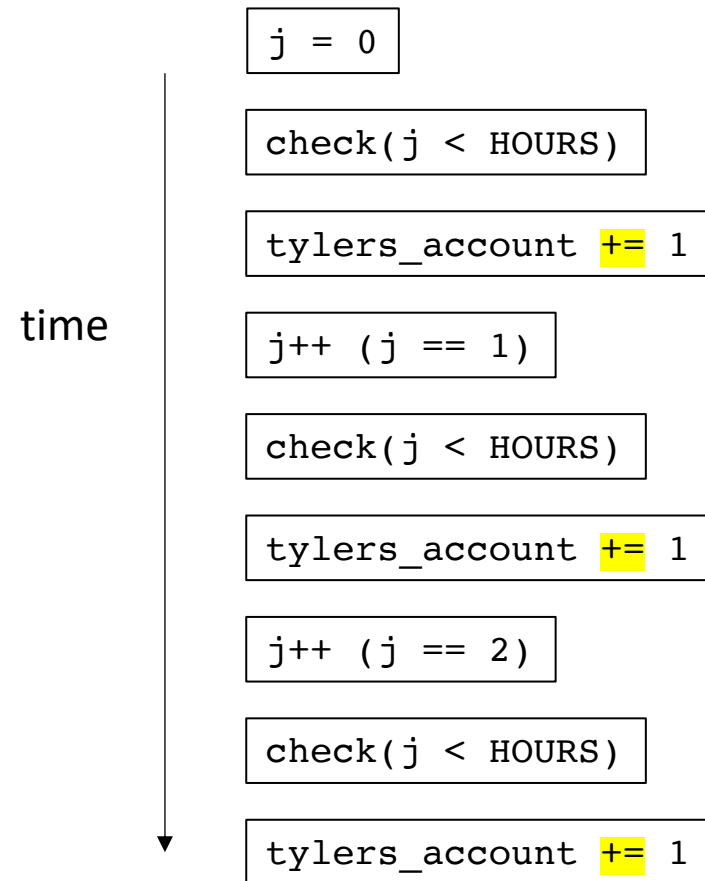 j = 0
check(j < HOURS)
tylers_account += 1
time
j++ (j == 1)
check(j < HOURS)
tylers_account += 1
j++ (j == 2)
check(j < HOURS)
tylers_account += 1